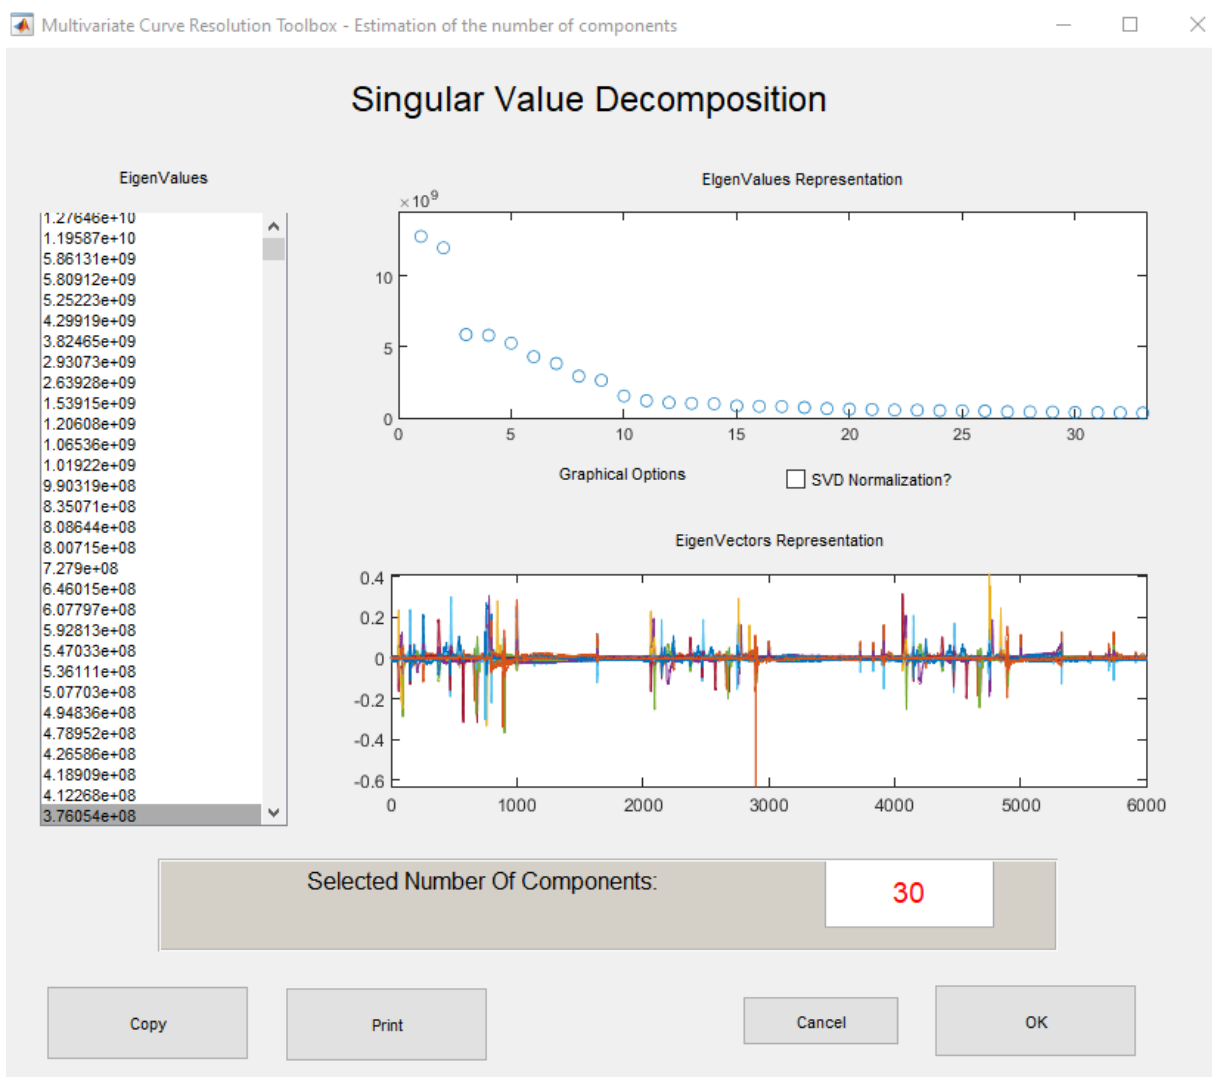 Multivariate Curve Resolution Toolbox - Estimation of the number of components
Singular Value Decomposition
EigenValues
1.27646e+10
1.19587e+10
5.86131e+09
5.80912e+09
5.25223e+09
4.29919e+09
3.82465e+09
2.93073e+09
2.63928e+09
1.53915e+09
1.20608e+09
1.06536e+09
1.01922e+09
9.90319e+08
8.35071e+08
8.08644e+08
8.00715e+08
7.279e+08
6.46015e+08
6.07797e+08
5.92813e+08
5.47033e+08
5.36111e+08
5.07703e+08
4.94836e+08
4.78952e+08
4.26586e+08
4.18909e+08
4.12268e+08
3.76054e+08
EIgenValues Representation
×10^9
10
5
0
0 5 10 15 20 25 30
Graphical Options
SVD Normalization?
EigenVectors Representation
0.4
0.2
0
-0.2
-0.4
-0.6
0 1000 2000 3000 4000 5000 6000
Selected Number Of Components:
30
Copy
Print
Cancel
OK